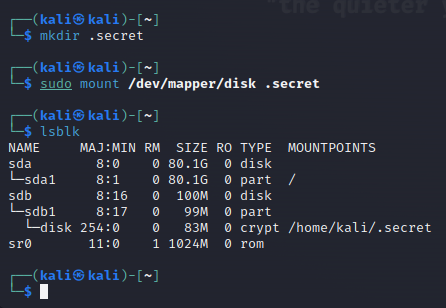 "the quieter
┌──(kali㉿kali)-[~]
└─$ mkdir .secret
┌──(kali㉿kali)-[~]
└─$ sudo mount /dev/mapper/disk .secret
┌──(kali㉿kali)-[~]
└─$ lsblk
NAME     MAJ:MIN RM  SIZE RO TYPE  MOUNTPOINTS
sda        8:0    0 80.1G  0 disk
└─sda1     8:1    0 80.1G  0 part  /
sdb        8:16   0  100M  0 disk
└─sdb1     8:17   0   99M  0 part
  └─disk 254:0    0   83M  0 crypt /home/kali/.secret
sr0       11:0    1 1024M  0 rom
┌──(kali㉿kali)-[~]
└─$